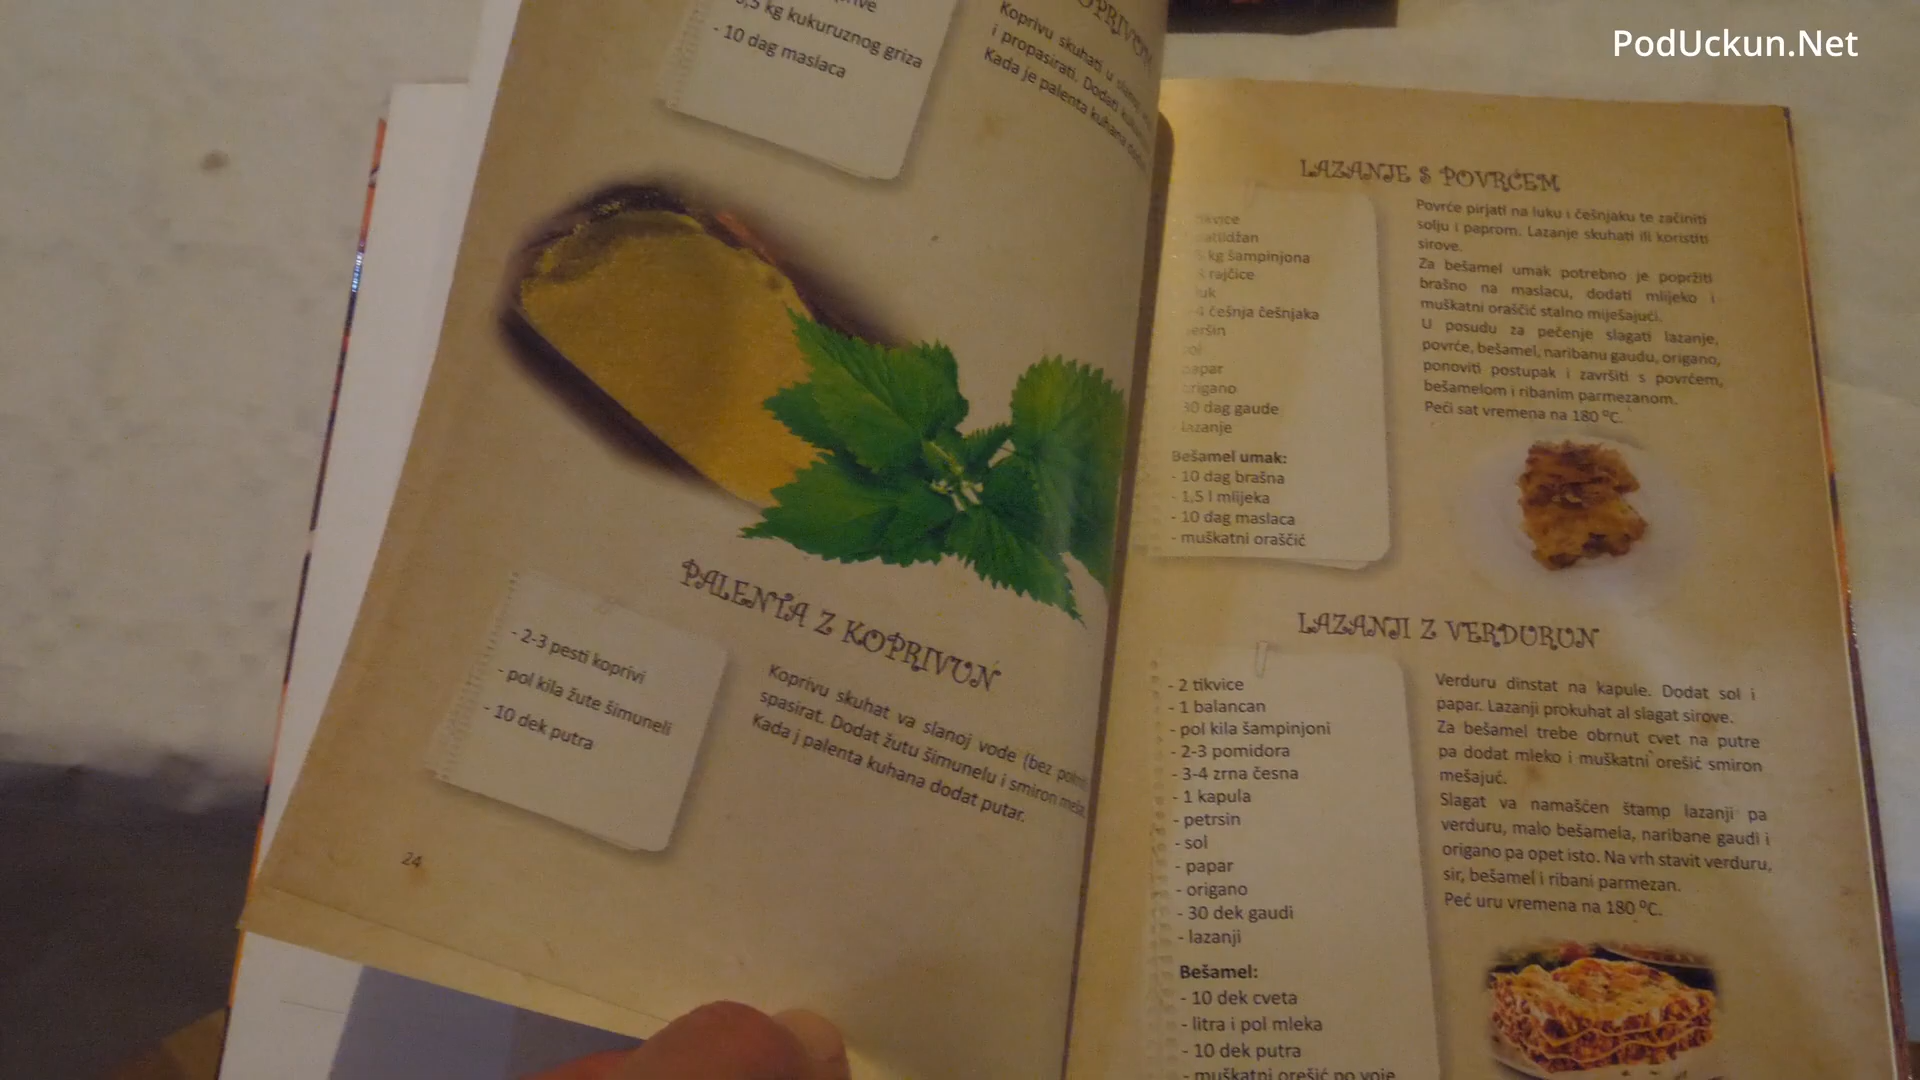 PodUckun.Net
kg kukuruznog griza
- 10 dag maslaca
Koprivu skuhati u
i propasirati. Dodati
Kada je palenta kuhana
PALENTA Z KOPRIVUN
- 2-3 pesti koprivi
- pol kila žute šimuneli
- 10 dek putra
Koprivu skuhat va slanoj vode (bez
spasirat. Dodat žutu šimunelu i smiron
Kada j palenta kuhana dodat putar.
24
LAZANJE S POVRĆEM
kg šampinjona
rajčice
4 češnja češnjaka
30 dag gaude
lazanje
Bešamel umak:
- 10 dag brašna
- 1,5 l mlijeka
- 10 dag maslaca
- muškatni oraščić
Povrće pirjati na luku i češnjaku te začiniti
solju i paprom. Lazanje skuhati ili koristiti
sirove.
Za bešamel umak potrebno je popržiti
brašno na maslacu, dodati mlijeko i
muškatni oraščić stalno miješajući.
U posudu za pečenje slagati lazanje,
povrće, bešamel, naribanu gaudu, origano,
ponoviti postupak i završiti s povrćem,
bešamelom i ribanim parmezanom.
Peći sat vremena na 180 ºC.
LAZANJI Z VERDURUN
- 2 tikvice
- 1 balancan
- pol kila šampinjoni
- 2-3 pomidora
- 3-4 zrna česna
- 1 kapula
- petrsin
- sol
- papar
- origano
- 30 dek gaudi
- lazanji
Bešamel:
- 10 dek cveta
- litra i pol mleka
- 10 dek putra
- muškatni orešić po voje
Verduru dinstat na kapule. Dodat sol i
papar. Lazanji prokuhat al slagat sirove.
Za bešamel trebe obrnut cvet na putre
pa dodat mleko i muškatni orešić smiron
mešajuć.
Slagat va namašćen štamp lazanji pa
verduru, malo bešamela, naribane gaudi i
origano pa opet isto. Na vrh stavit verduru,
sir, bešamel i ribani parmezan.
Peć uru vremena na 180 ºC.